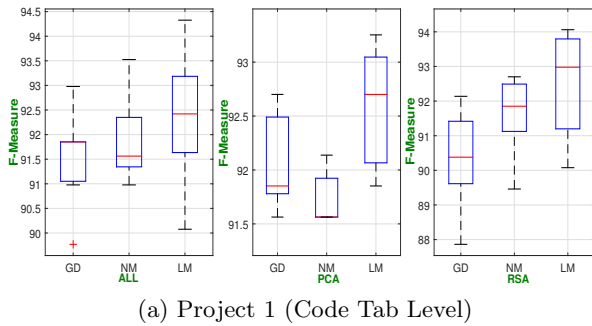 F-Measure
94.5
94
93.5
93
92.5
92
91.5
91
90.5
90
GD
NM
LM
ALL
F-Measure
93
92.5
92
91.5
GD
NM
LM
PCA
F-Measure
94
93
92
91
90
89
88
GD
NM
LM
RSA
(a) Project 1 (Code Tab Level)